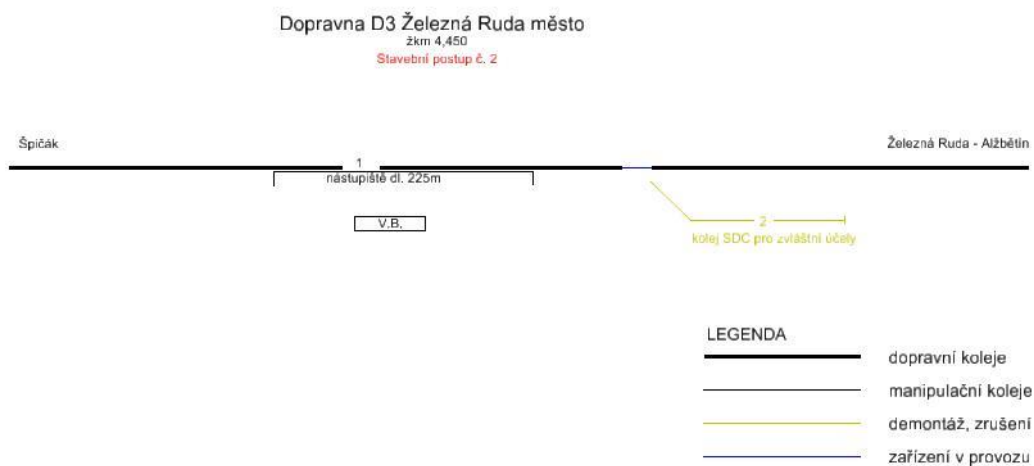 Dopravna D3 Železná Ruda město
žkm 4,450
Stavební postup č. 2
Špičák
Železná Ruda - Alžbětin
1
nástupiště dl. 225m
V.B.
2
kolej SDC pro zvláštní účely
LEGENDA
dopravní koleje
manipulační koleje
demontáž, zrušení
zařízení v provozu